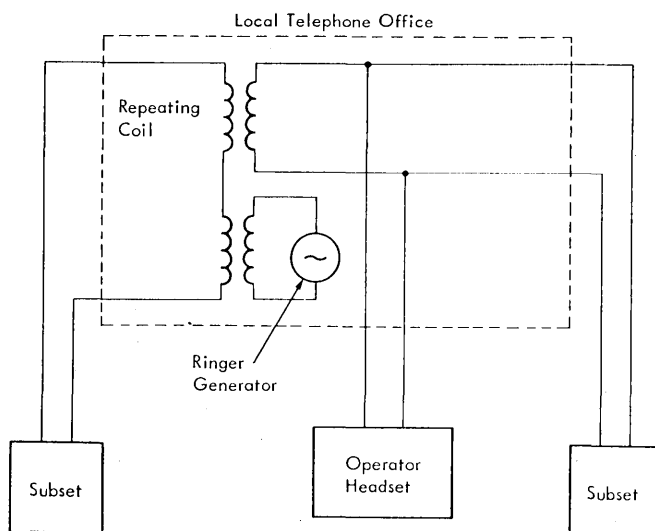 Local Telephone Office
Repeating
Coil
Ringer
Generator
Subset
Operator
Headset
Subset